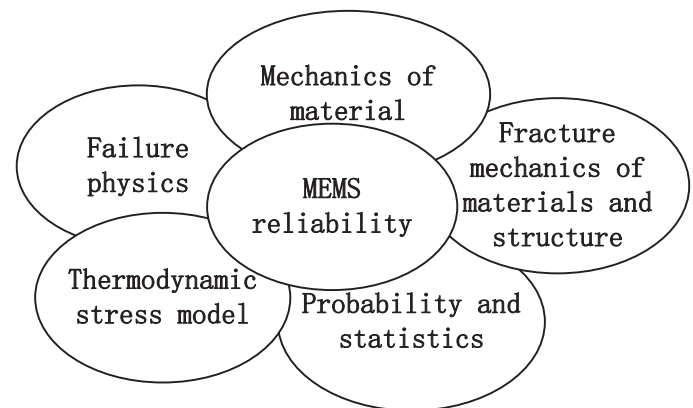 Mechanics of
material
Failure
physics
MEMS
reliability
Fracture
mechanics of
materials and
structure
Thermodynamic
stress model
Probability and
statistics